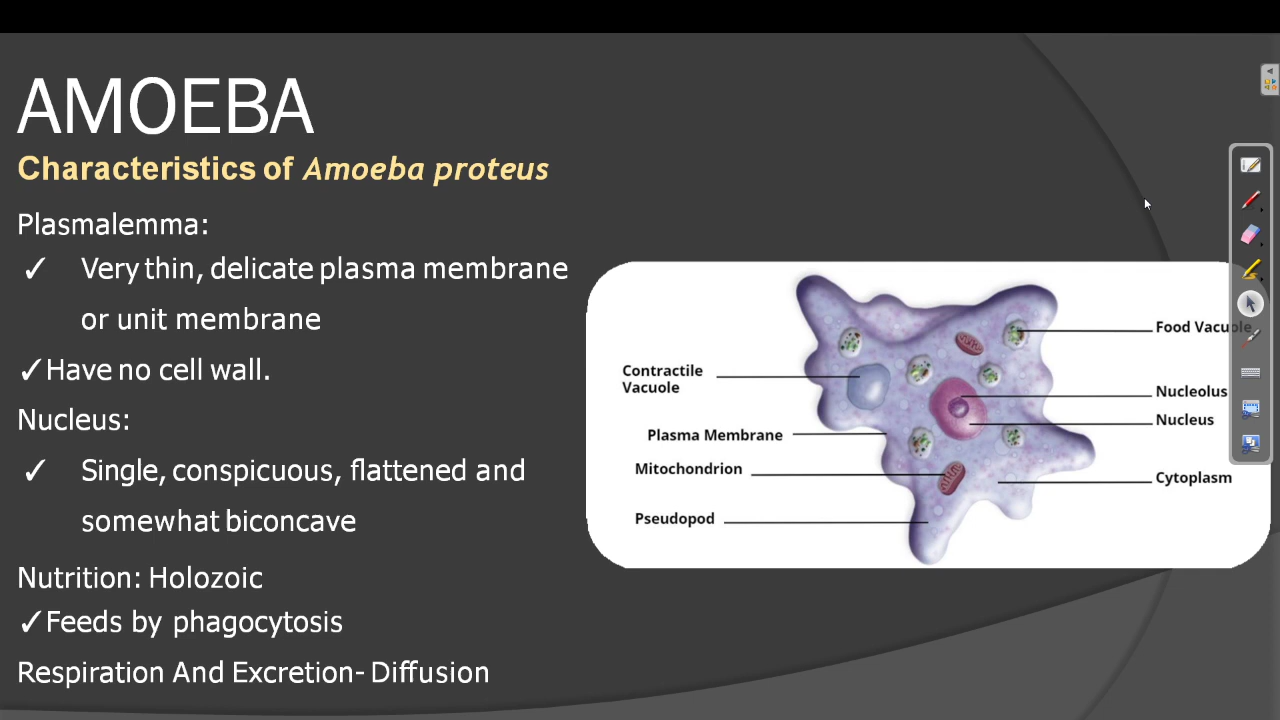 AMOEBA
Characteristics of Amoeba proteus
Plasmalemma:
✓ Very thin, delicate plasma membrane
or unit membrane
✓Have no cell wall.
Nucleus:
✓ Single, conspicuous, flattened and
somewhat biconcave
Nutrition: Holozoic
✓Feeds by phagocytosis
Respiration And Excretion- Diffusion
Contractile
Vacuole
Plasma Membrane
Mitochondrion
Pseudopod
Food Vacuole
Nucleolus
Nucleus
Cytoplasm